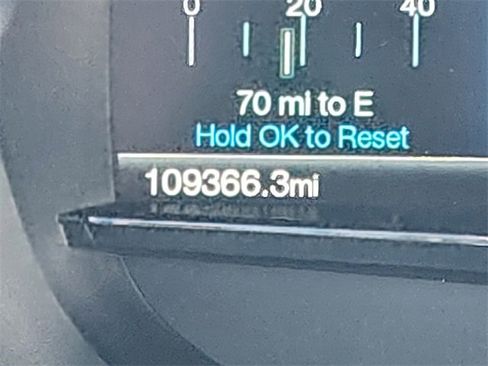 0 20 40
70 mi to E
Hold OK to Reset
109366.3mi